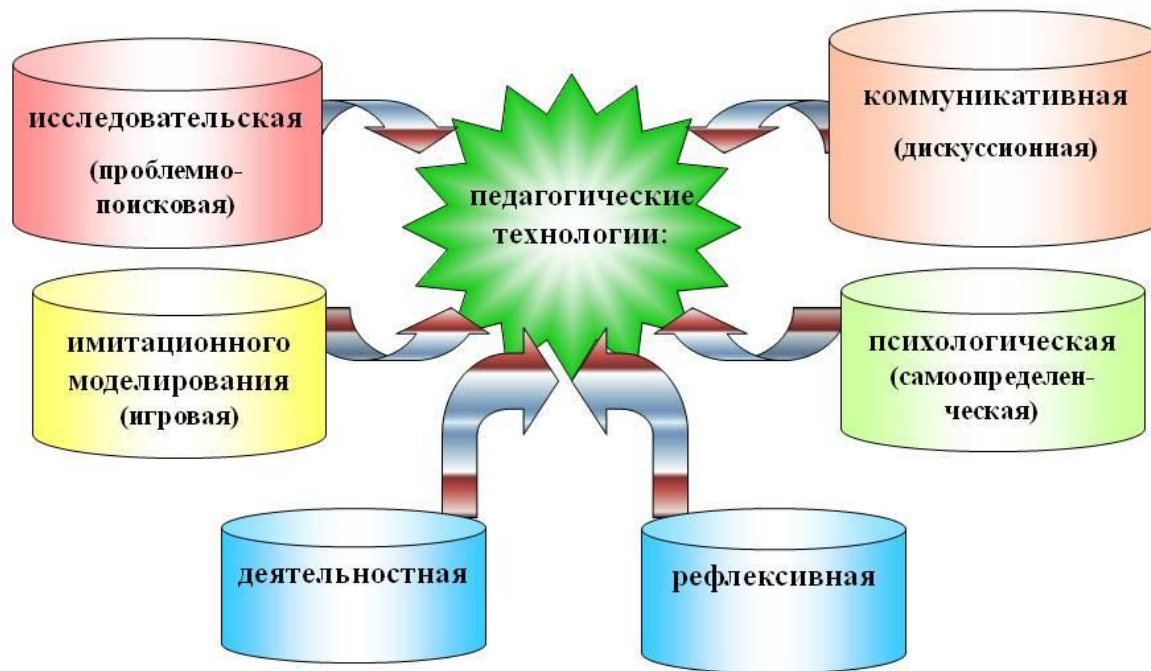 исследовательская
(проблемно-
поисковая)
коммуникативная
(дискуссионная)
педагогические
технологии:
имитационного
моделирования
(игровая)
психологическая
(самоопределен-
ческая)
деятельностная
рефлексивная